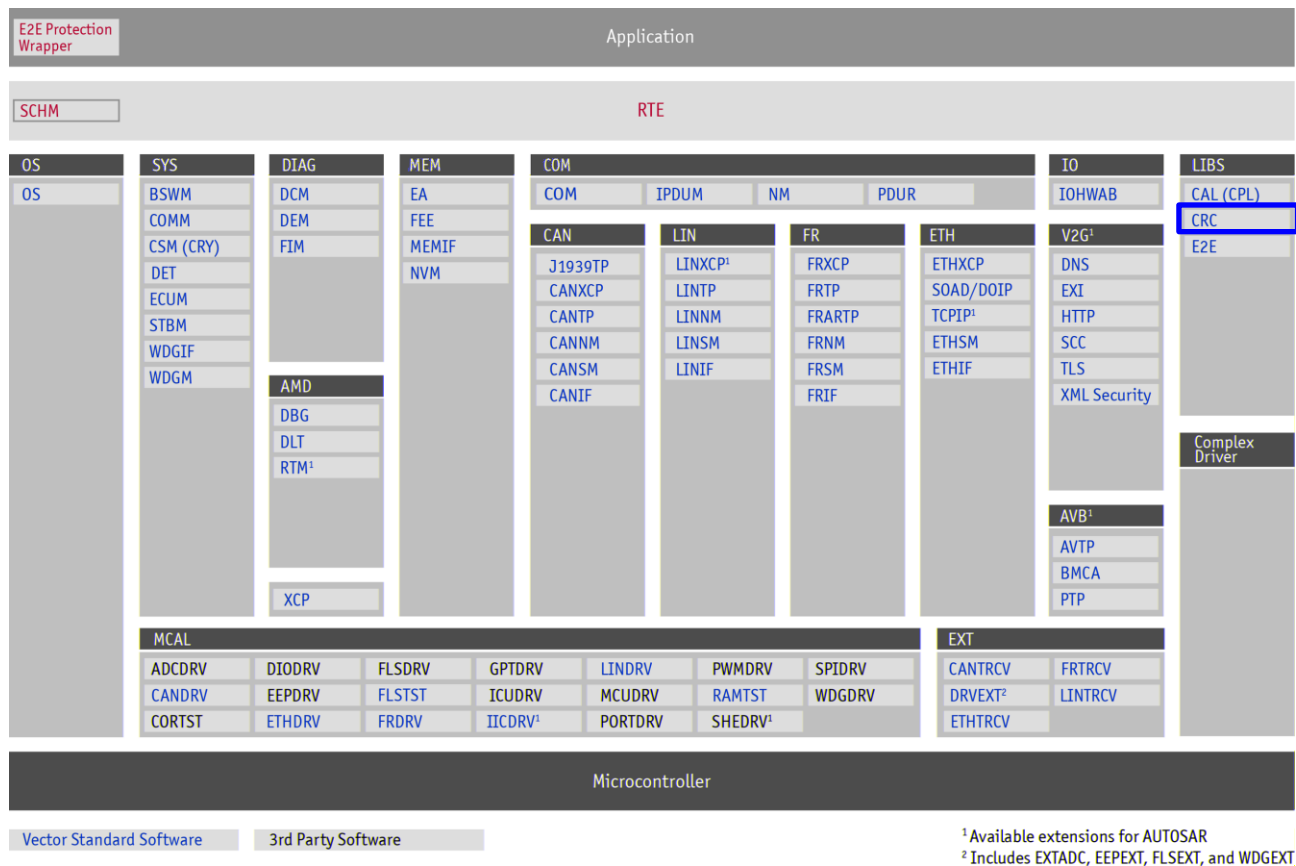 E2E Protection
Wrapper
Application
SCHM
RTE
OS
OS
SYS
BSWM
COMM
CSM (CRY)
DET
ECUM
STBM
WDGIF
WDGM
DIAG
DCM
DEM
FIM
AMD
DBG
DLT
RTM¹
XCP
MEM
EA
FEE
MEMIF
NVM
COM
COM
IPDUM
NM
PDUR
CAN
J1939TP
CANXCP
CANTP
CANNM
CANSM
CANIF
LIN
LINXCP¹
LINTP
LINNM
LINSM
LINIF
FR
FRXCP
FRTP
FRARTP
FRNM
FRSM
FRIF
ETH
ETHXCP
SOAD/DOIP
TCPIP¹
ETHSM
ETHIF
IO
IOHWAB
V2G¹
DNS
EXI
HTTP
SCC
TLS
XML Security
AVB¹
AVTP
BMCA
PTP
LIBS
CAL (CPL)
CRC
E2E
Complex
Driver
MCAL
ADCDRV DIODRV FLSDRV GPTDRV LINDRV PWMDRV SPIDRV
CANDRV EEPDRV FLSTST ICUDRV MCUDRV RAMTST WDGDRV
CORTST ETHDRV FRDRV IICDRV¹ PORTDRV SHEDRV¹
EXT
CANTRCV FRTRCV
DRVEXT² LINTRCV
ETHTRCV
Microcontroller
Vector Standard Software
3rd Party Software
¹ Available extensions for AUTOSAR
² Includes EXTADC, EEPEXT, FLSEXT, and WDGEXT